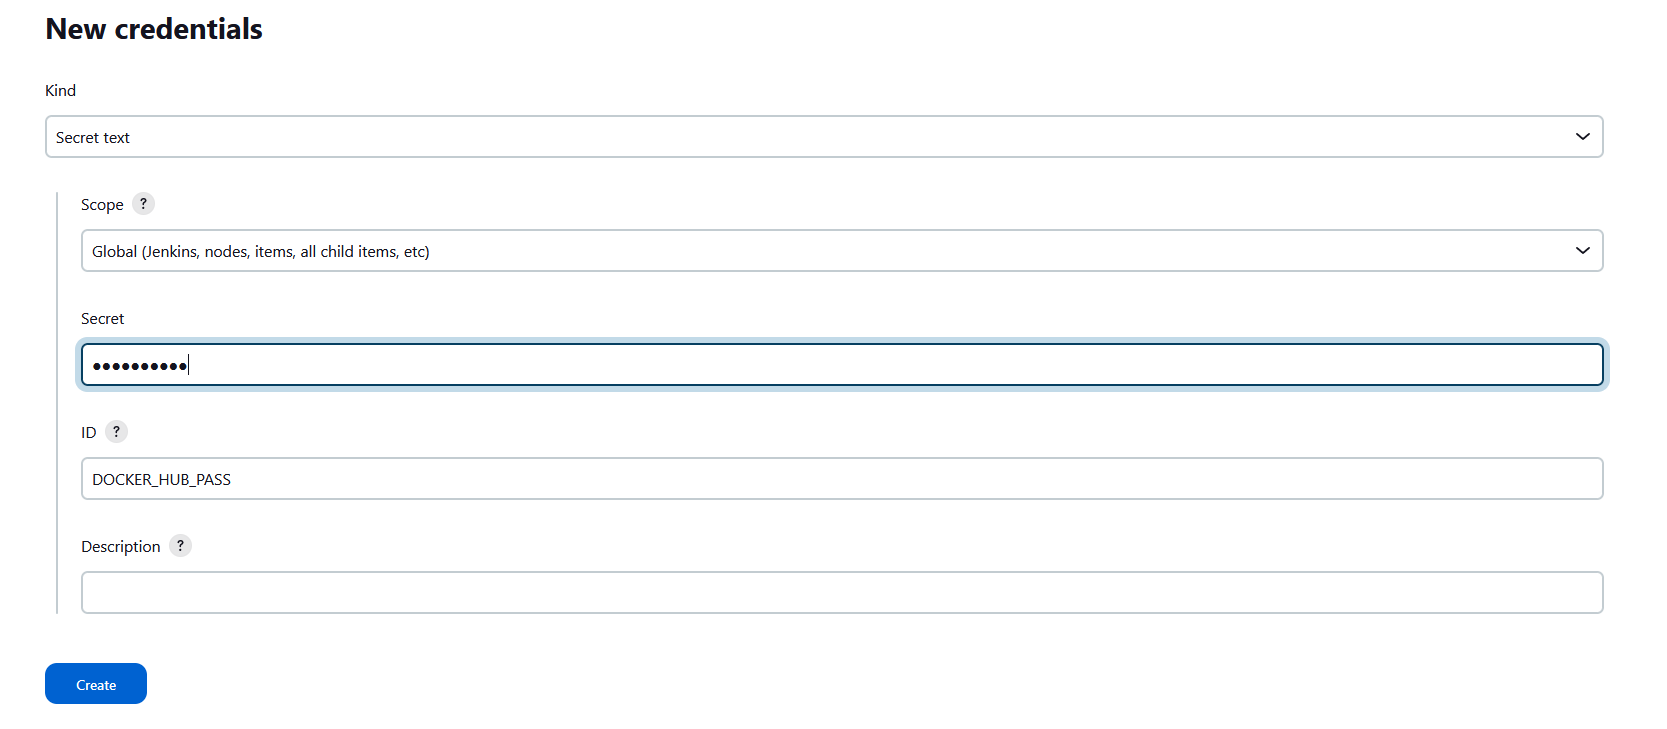 New credentials
Kind
Secret text
Scope ?
Global (Jenkins, nodes, items, all child items, etc)
Secret
●●●●●●●●●●
ID ?
DOCKER_HUB_PASS
Description ?
Create